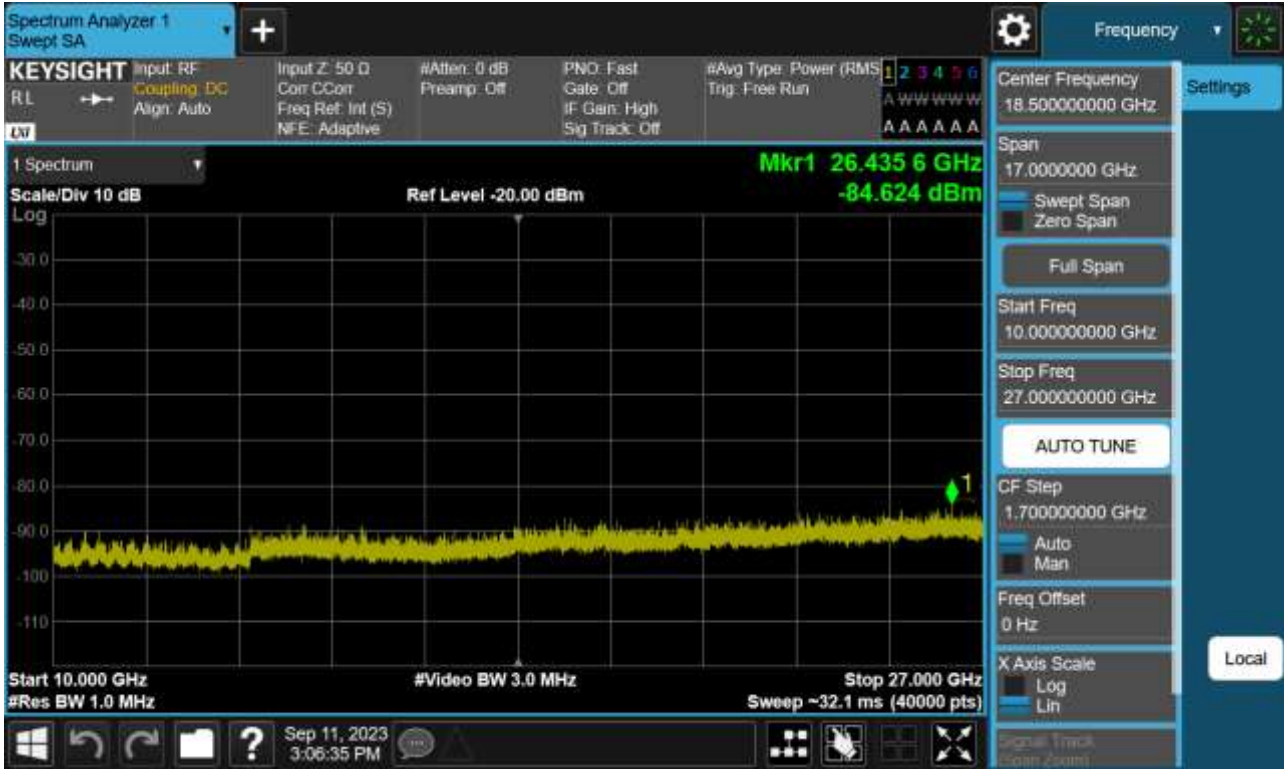 Spectrum Analyzer 1
Swept SA
+
Frequency
KEYSIGHT
RL
LXI
Input: RF
Coupling: DC
Align: Auto
Input Z: 50 Ω
Corr CCorr
Freq Ref: Int (S)
NFE: Adaptive
#Atten: 0 dB
Preamp: Off
PNO: Fast
Gate: Off
IF Gain: High
Sig Track: Off
#Avg Type: Power (RMS
Trig: Free Run
1 2 3 4 5 6
A W W W W W
A A A A A A
1 Spectrum
Scale/Div 10 dB
Ref Level -20.00 dBm
Mkr1 26.435 6 GHz
-84.624 dBm
Log
-30.0
-40.0
-50.0
-60.0
-70.0
-80.0
-90.0
-100
-110
1
Start 10.000 GHz
#Res BW 1.0 MHz
#Video BW 3.0 MHz
Stop 27.000 GHz
Sweep ~32.1 ms (40000 pts)
Center Frequency
18.500000000 GHz
Span
17.0000000 GHz
Swept Span
Zero Span
Full Span
Start Freq
10.000000000 GHz
Stop Freq
27.000000000 GHz
AUTO TUNE
CF Step
1.700000000 GHz
Auto
Man
Freq Offset
0 Hz
X Axis Scale
Log
Lin
Signal Track
(Span Zoom)
Settings
Local
?
Sep 11, 2023
3:06:35 PM